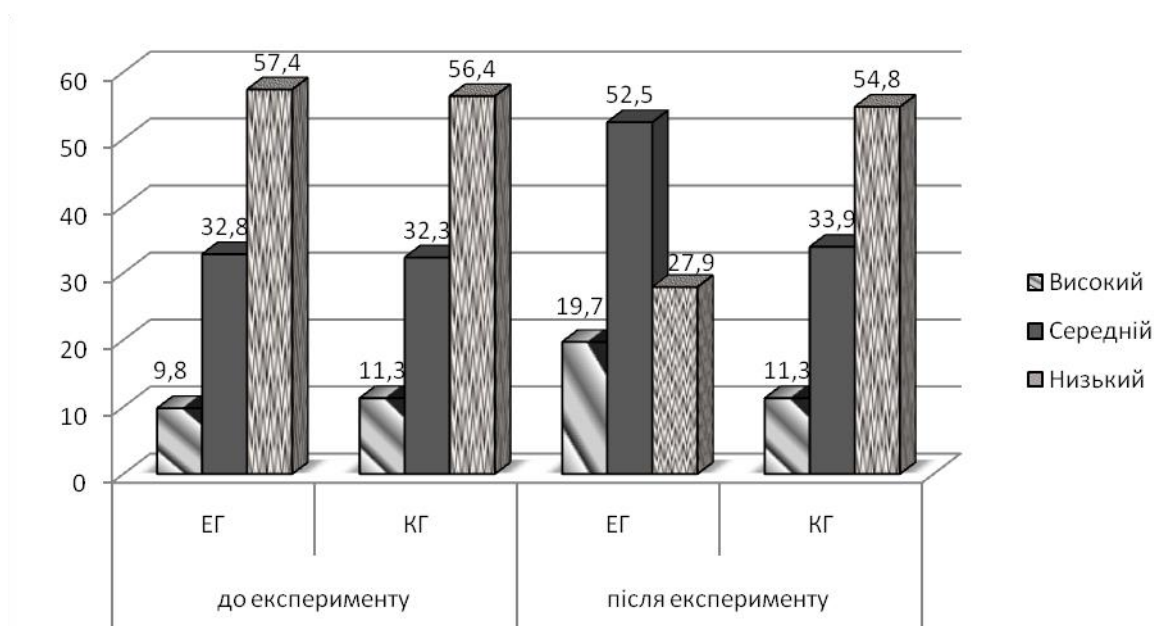 60
50
40
30
20
10
0
9,8
32,8
57,4
11,3
32,3
56,4
19,7
52,5
27,9
11,3
33,9
54,8
ЕГ
КГ
ЕГ
КГ
до експерименту
після експерименту
Високий
Середній
Низький